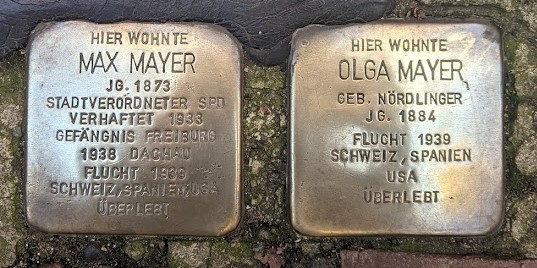 HIER WOHNTE
MAX MAYER
JG. 1873
STADTVERORDNETER SPD
VERHAFTET 1933
GEFÄNGNIS FREIBURG
1938 DACHAU
FLUCHT 1939
SCHWEIZ, SPANIEN, USA
ÜBERLEBT
HIER WOHNTE
OLGA MAYER
GEB. NÖRDLINGER
JG. 1884
FLUCHT 1939
SCHWEIZ, SPANIEN
USA
ÜBERLEBT